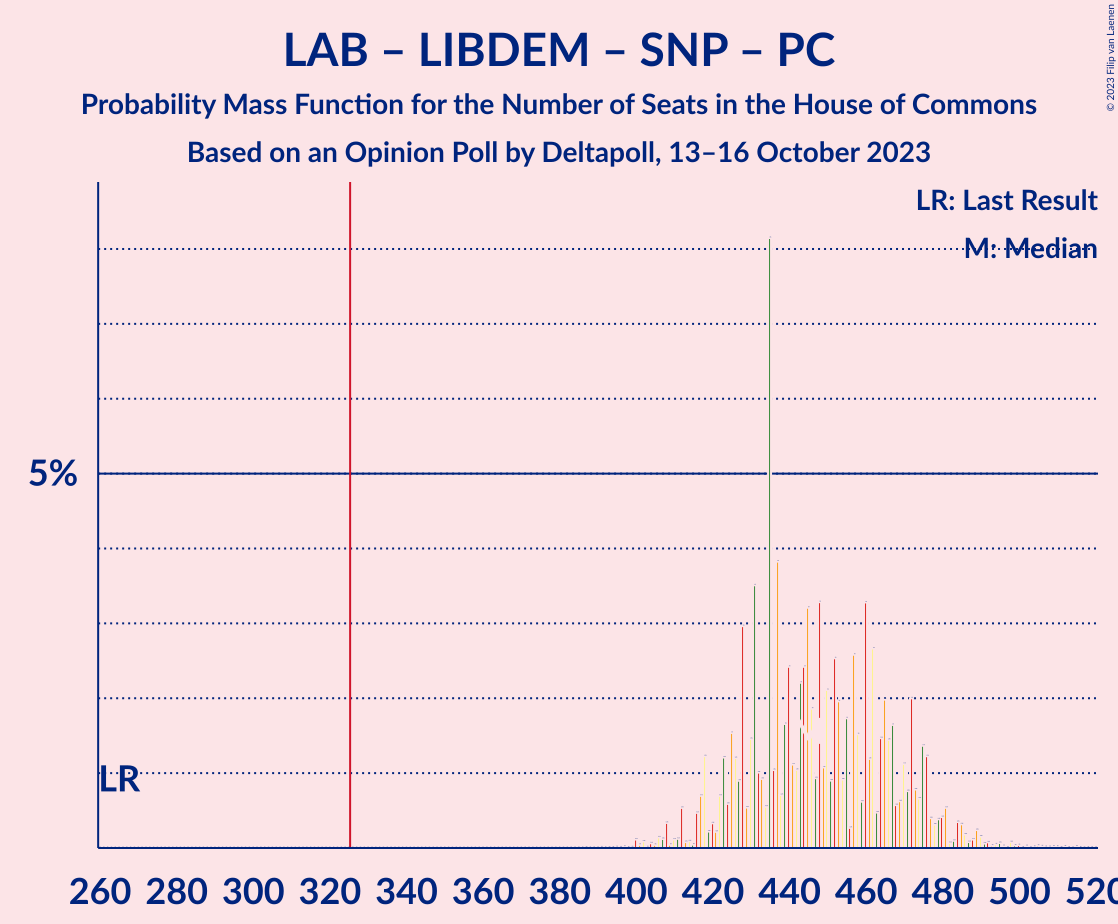 LAB – LIBDEM – SNP – PC
Probability Mass Function for the Number of Seats in the House of Commons
Based on an Opinion Poll by Deltapoll, 13–16 October 2023
© 2023 Filip van Laenen
LR: Last Result
M: Median
5%
LR
260 280 300 320 340 360 380 400 420 440 460 480 500 520